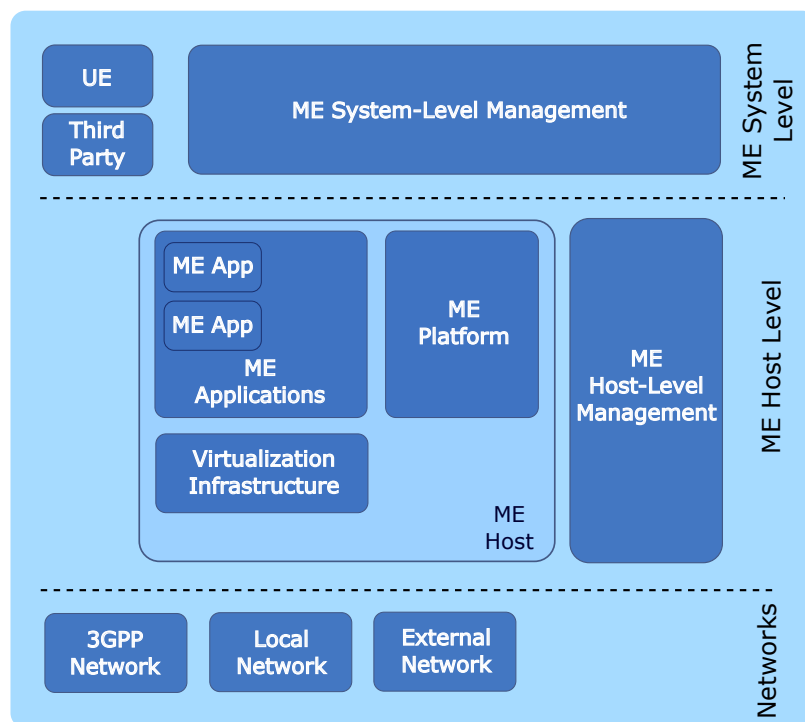 UE
Third
Party
ME System-Level Management
ME System
Level
ME App
ME App
ME
Applications
ME
Platform
Virtualization
Infrastructure
ME
Host
ME
Host-Level
Management
ME Host Level
3GPP
Network
Local
Network
External
Network
Networks